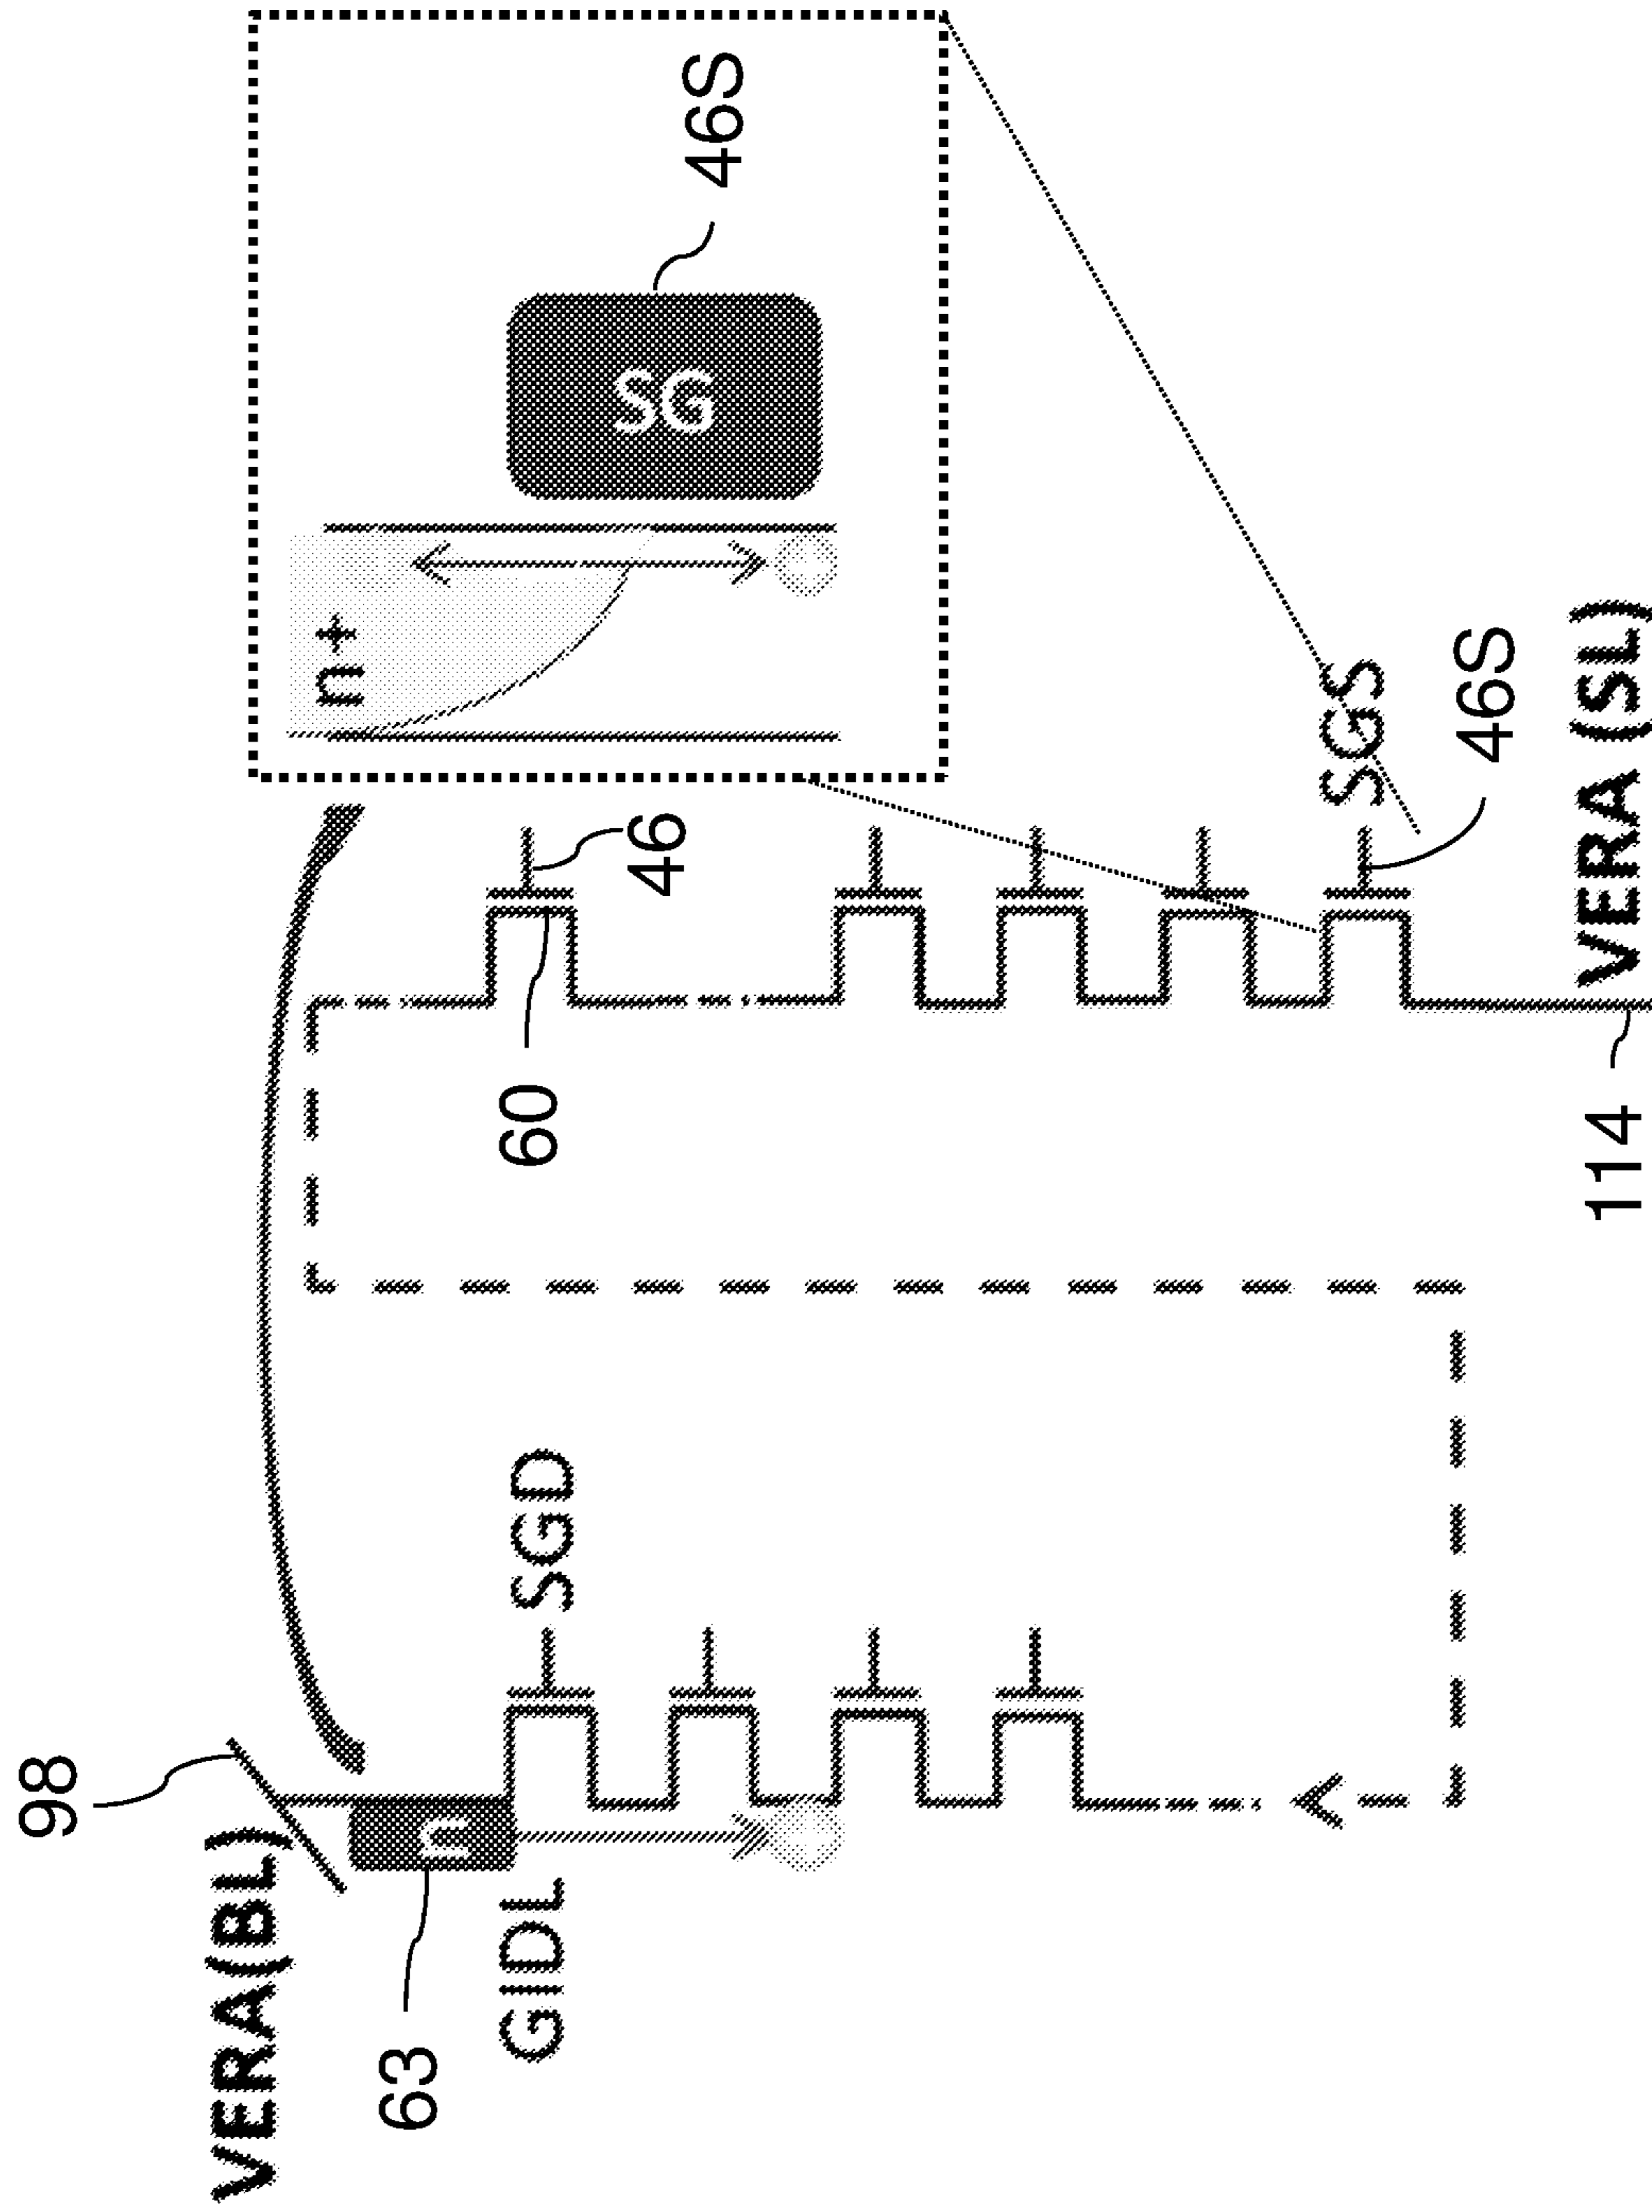 98
VERA(BL)
n+
63
n
GIDL
SGD
60
46
SG
46S
+
+
SGS
46S
114
VERA (SL)